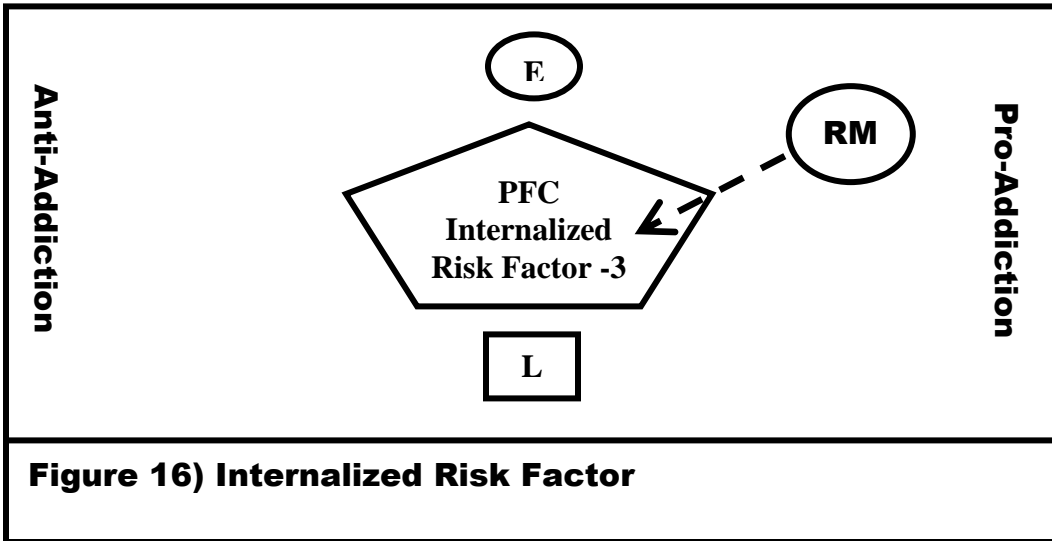 E
Anti-Addiction
RM
Pro-Addiction
PFC
Internalized
Risk Factor -3
L
Figure 16) Internalized Risk Factor